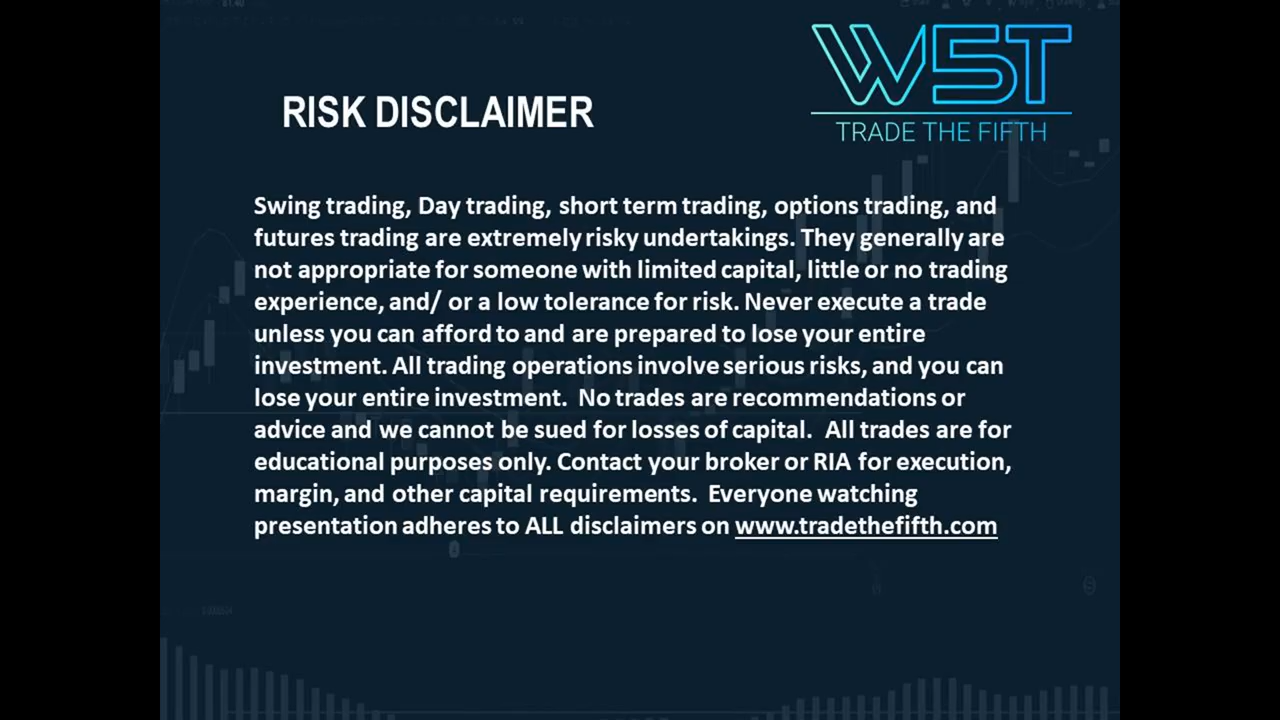 W5T
TRADE THE FIFTH
RISK DISCLAIMER
Swing trading, Day trading, short term trading, options trading, and
futures trading are extremely risky undertakings. They generally are
not appropriate for someone with limited capital, little or no trading
experience, and/ or a low tolerance for risk. Never execute a trade
unless you can afford to and are prepared to lose your entire
investment. All trading operations involve serious risks, and you can
lose your entire investment.  No trades are recommendations or
advice and we cannot be sued for losses of capital.  All trades are for
educational purposes only. Contact your broker or RIA for execution,
margin, and other capital requirements.  Everyone watching
presentation adheres to ALL disclaimers on www.tradethefifth.com